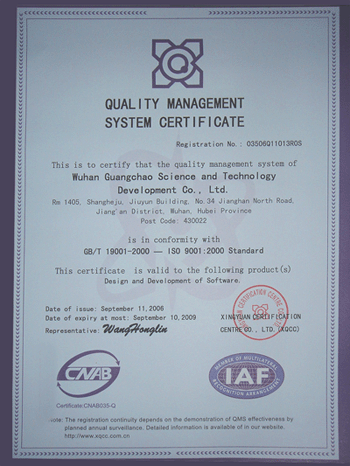 QUALITY MANAGEMENT
SYSTEM CERTIFICATE
Registration No.: 03506Q11013R0S
This is to certify that the quality management system of
Wuhan Guangchao Science and Technology
Development Co., Ltd.
Rm 1405, Shangheju, Jiuyun Building, No.34 Jianghan North Road,
Jiang'an District, Wuhan, Hubei Province
Post Code: 430022
is in conformity with
GB/T 19001-2000 — ISO 9001:2000 Standard
This certificate is valid to the following product(s)
Design and Development of Software.
Date of issue: September 11,2006
Date of expiry at most: September 10,2009
Representative: WangHonglin
XINGYUAN CERTIFICATION
CENTRE CO., LTD. (XQCC)
CNAB
Certificate:CNAB035-Q
MEMBER OF MULTILATERAL
IAF
RECOGNITION ARRANGEMENT
Note: The registration continuity depends on the demonstration of QMS effectiveness by
planned annual surveillance. Detailed information is available of in our website.
http://www.xqcc.com.cn